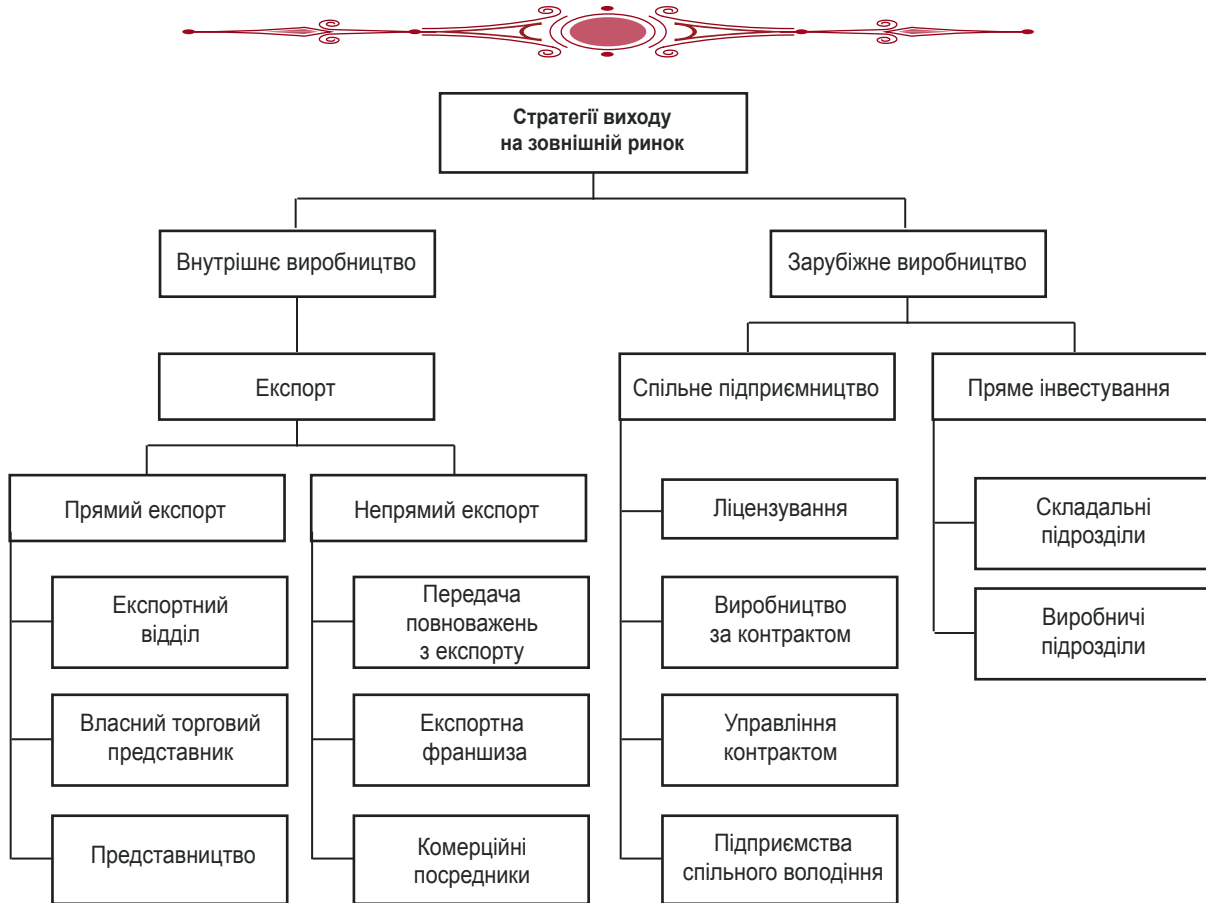 Стратегії виходу
на зовнішній ринок
Внутрішнє виробництво
Зарубіжне виробництво
Експорт
Спільне підприємництво
Пряме інвестування
Прямий експорт
Непрямий експорт
Експортний
відділ
Власний торговий
представник
Представництво
Передача
повноважень
з експорту
Експортна
франшиза
Комерційні
посредники
Ліцензування
Виробництво
за контрактом
Управління
контрактом
Підприємства
спільного володіння
Складальні
підрозділи
Виробничі
підрозділи